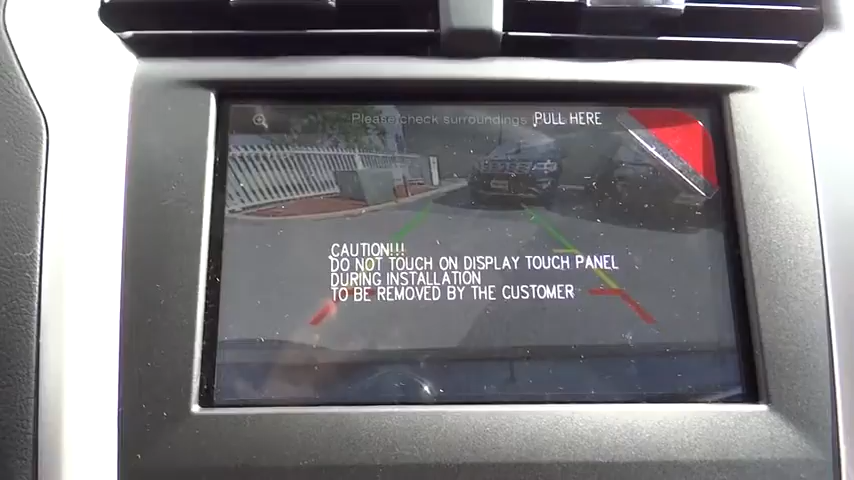 Please check surroundings
PULL HERE
CAUTION!!!
DO NOT TOUCH ON DISPLAY TOUCH PANEL
DURING INSTALLATION
TO BE REMOVED BY THE CUSTOMER